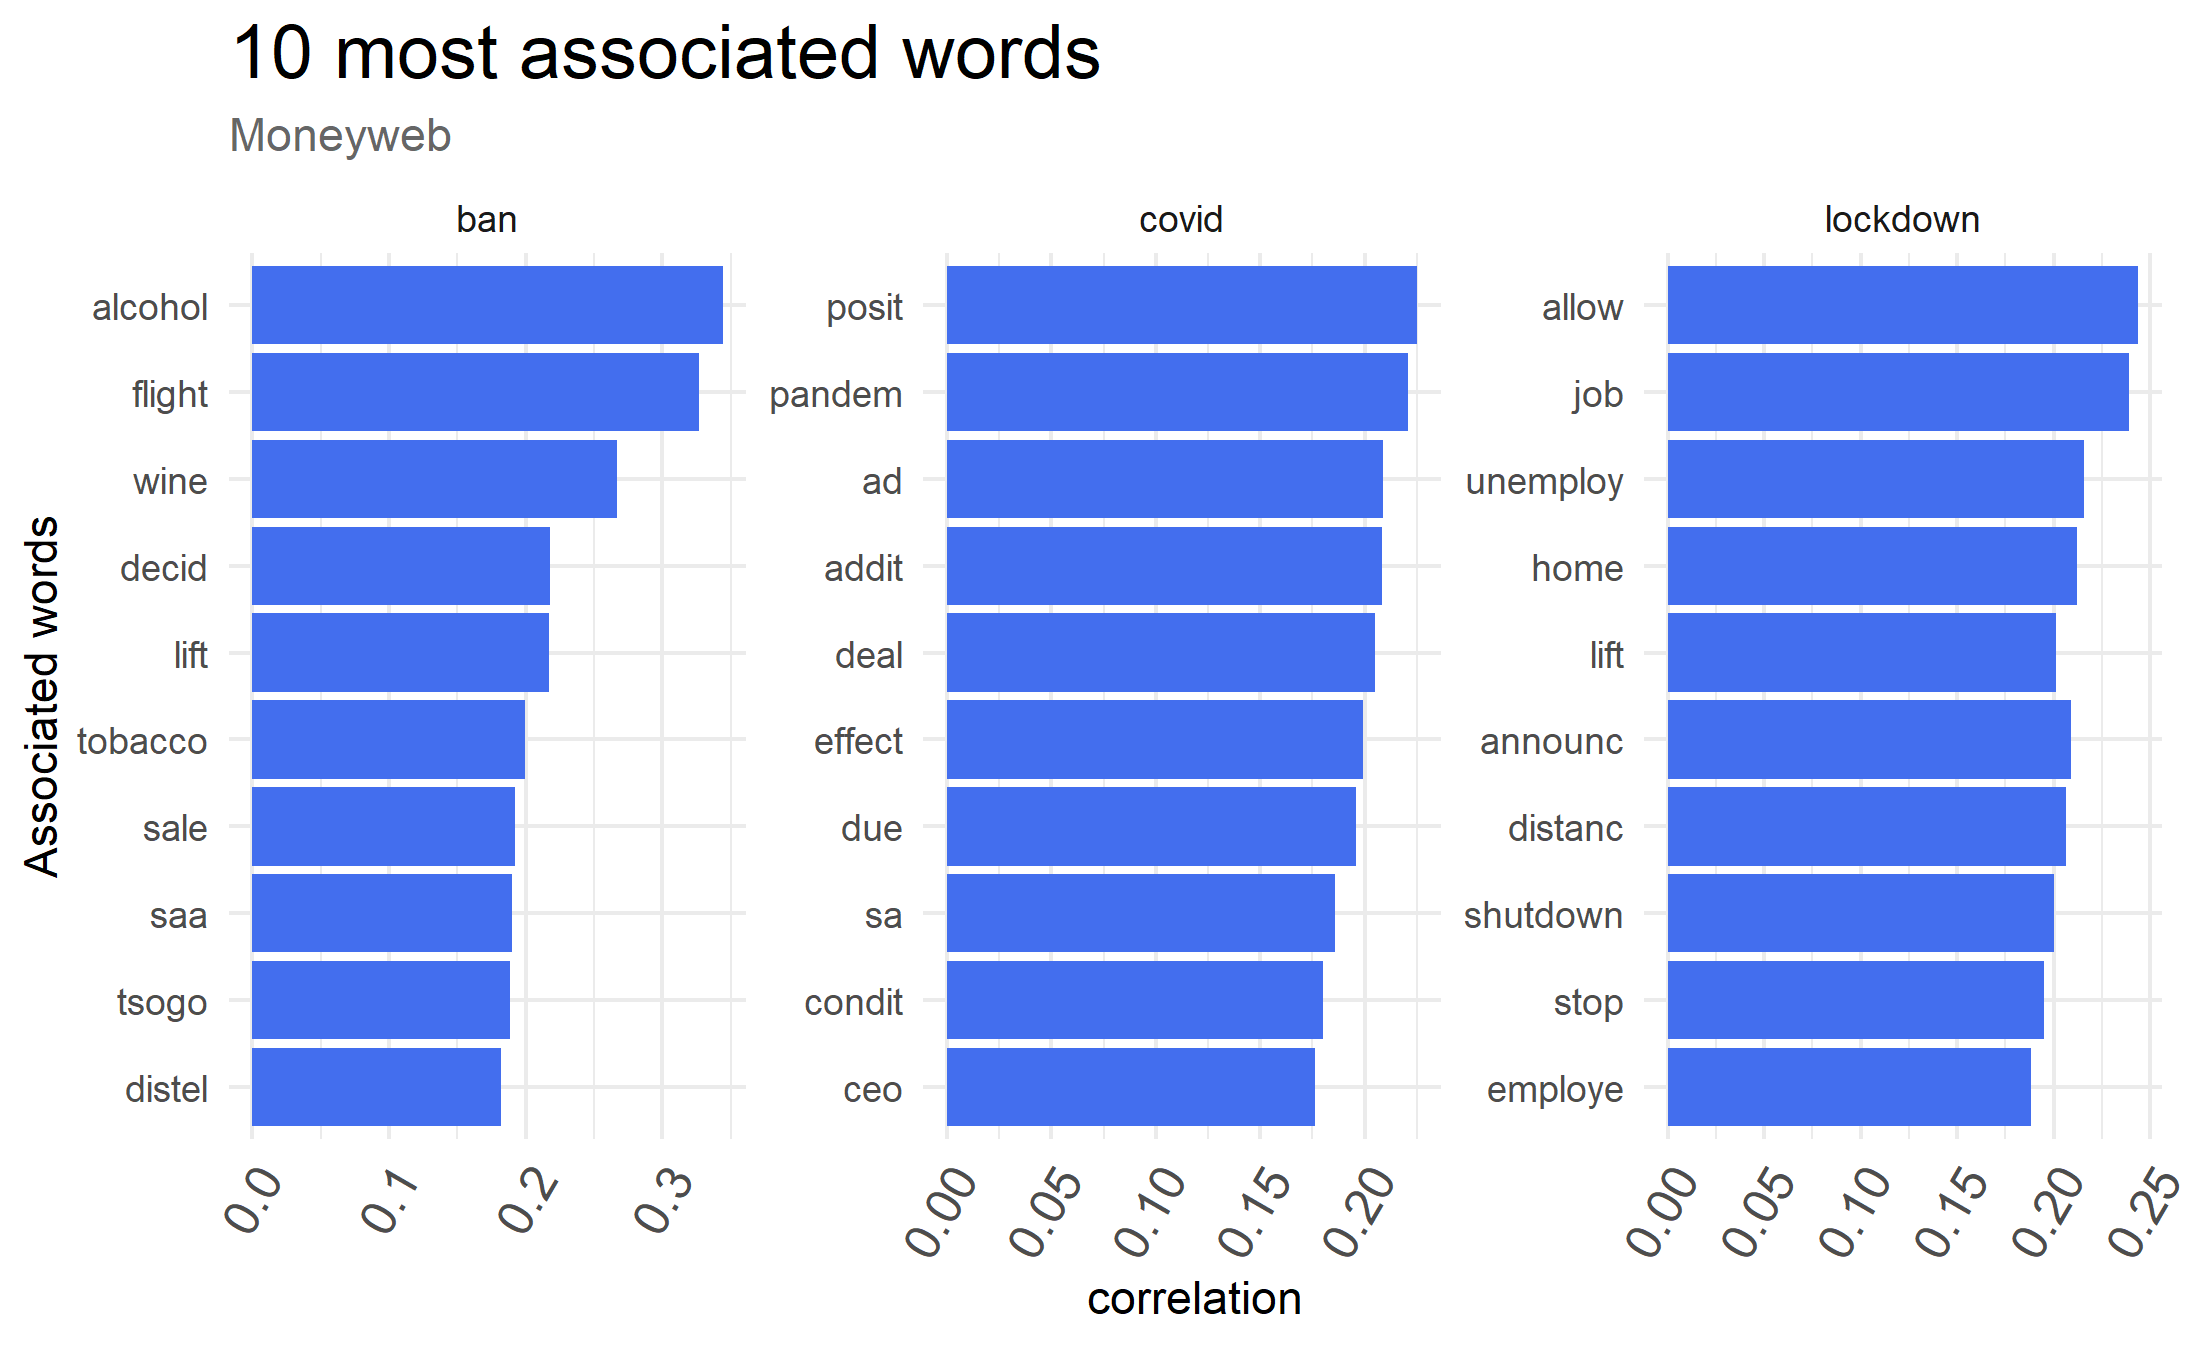 10 most associated words
Moneyweb
Associated words
ban
alcohol
flight
wine
decid
lift
tobacco
sale
saa
tsogo
distel
0.0 0.1 0.2 0.3
covid
posit
pandem
ad
addit
deal
effect
due
sa
condit
ceo
0.00 0.05 0.10 0.15 0.20
lockdown
allow
job
unemploy
home
lift
announc
distanc
shutdown
stop
employe
0.00 0.05 0.10 0.15 0.20 0.25
correlation